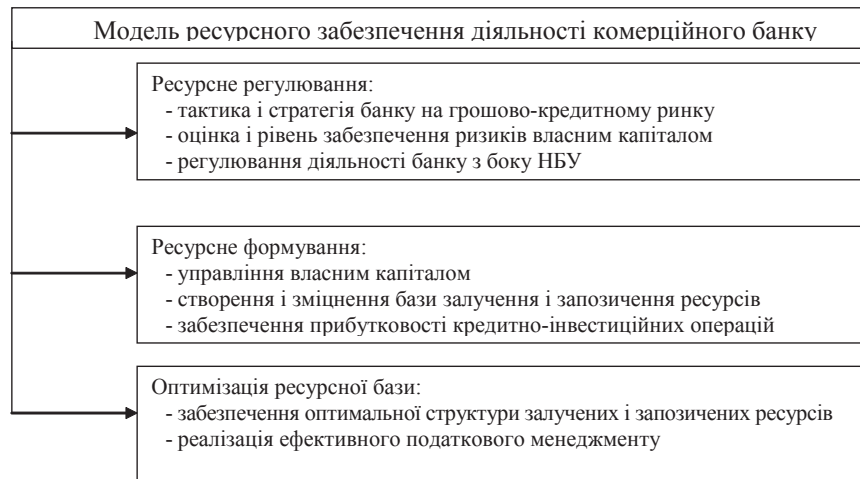 Модель ресурсного забезпечення діяльності комерційного банку
Ресурсне регулювання:
- тактика і стратегія банку на грошово-кредитному ринку
- оцінка і рівень забезпечення ризиків власним капіталом
- регулювання діяльності банку з боку НБУ
Ресурсне формування:
- управління власним капіталом
- створення і зміцнення бази залучення і запозичення ресурсів
- забезпечення прибутковості кредитно-інвестиційних операцій
Оптимізація ресурсної бази:
- забезпечення оптимальної структури залучених і запозичених ресурсів
- реалізація ефективного податкового менеджменту